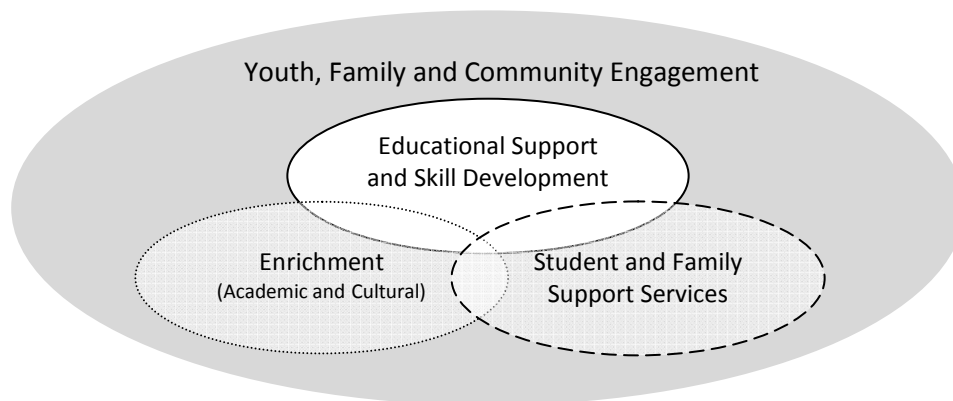 Youth, Family and Community Engagement
Educational Support
and Skill Development
Enrichment
(Academic and Cultural)
Student and Family
Support Services